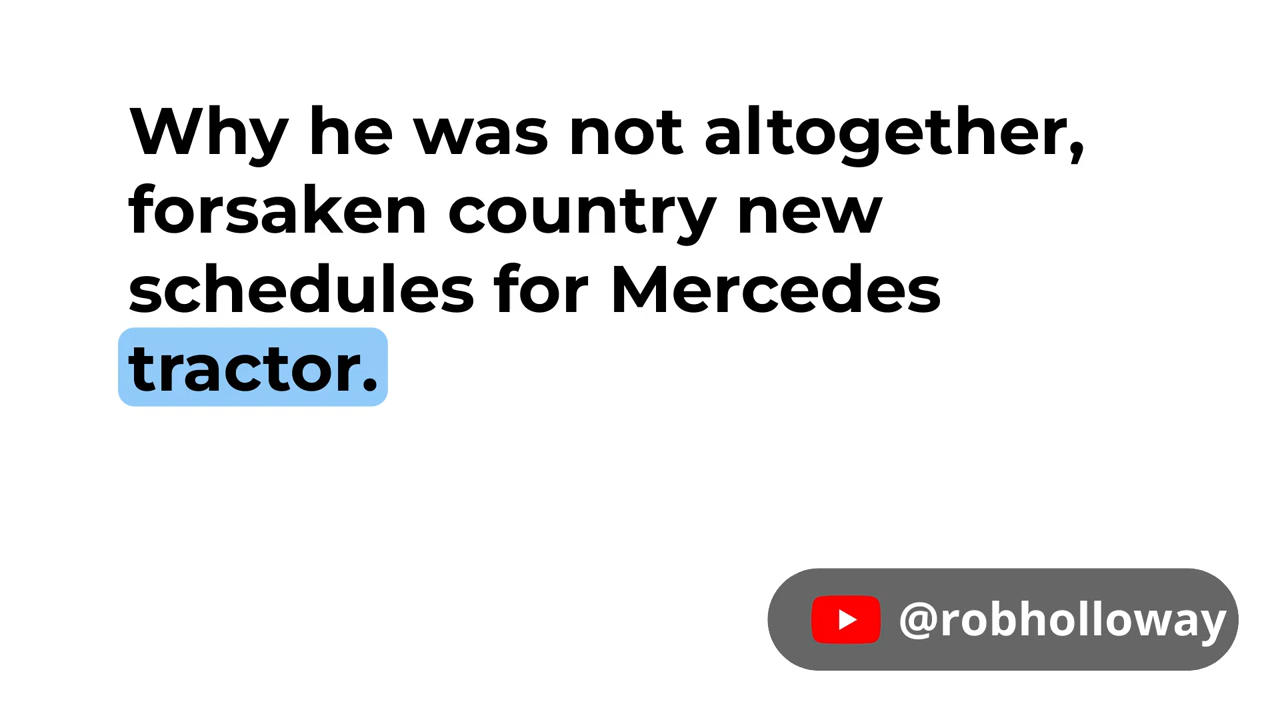 Why he was not altogether,
forsaken country new
schedules for Mercedes
tractor.
@robholloway